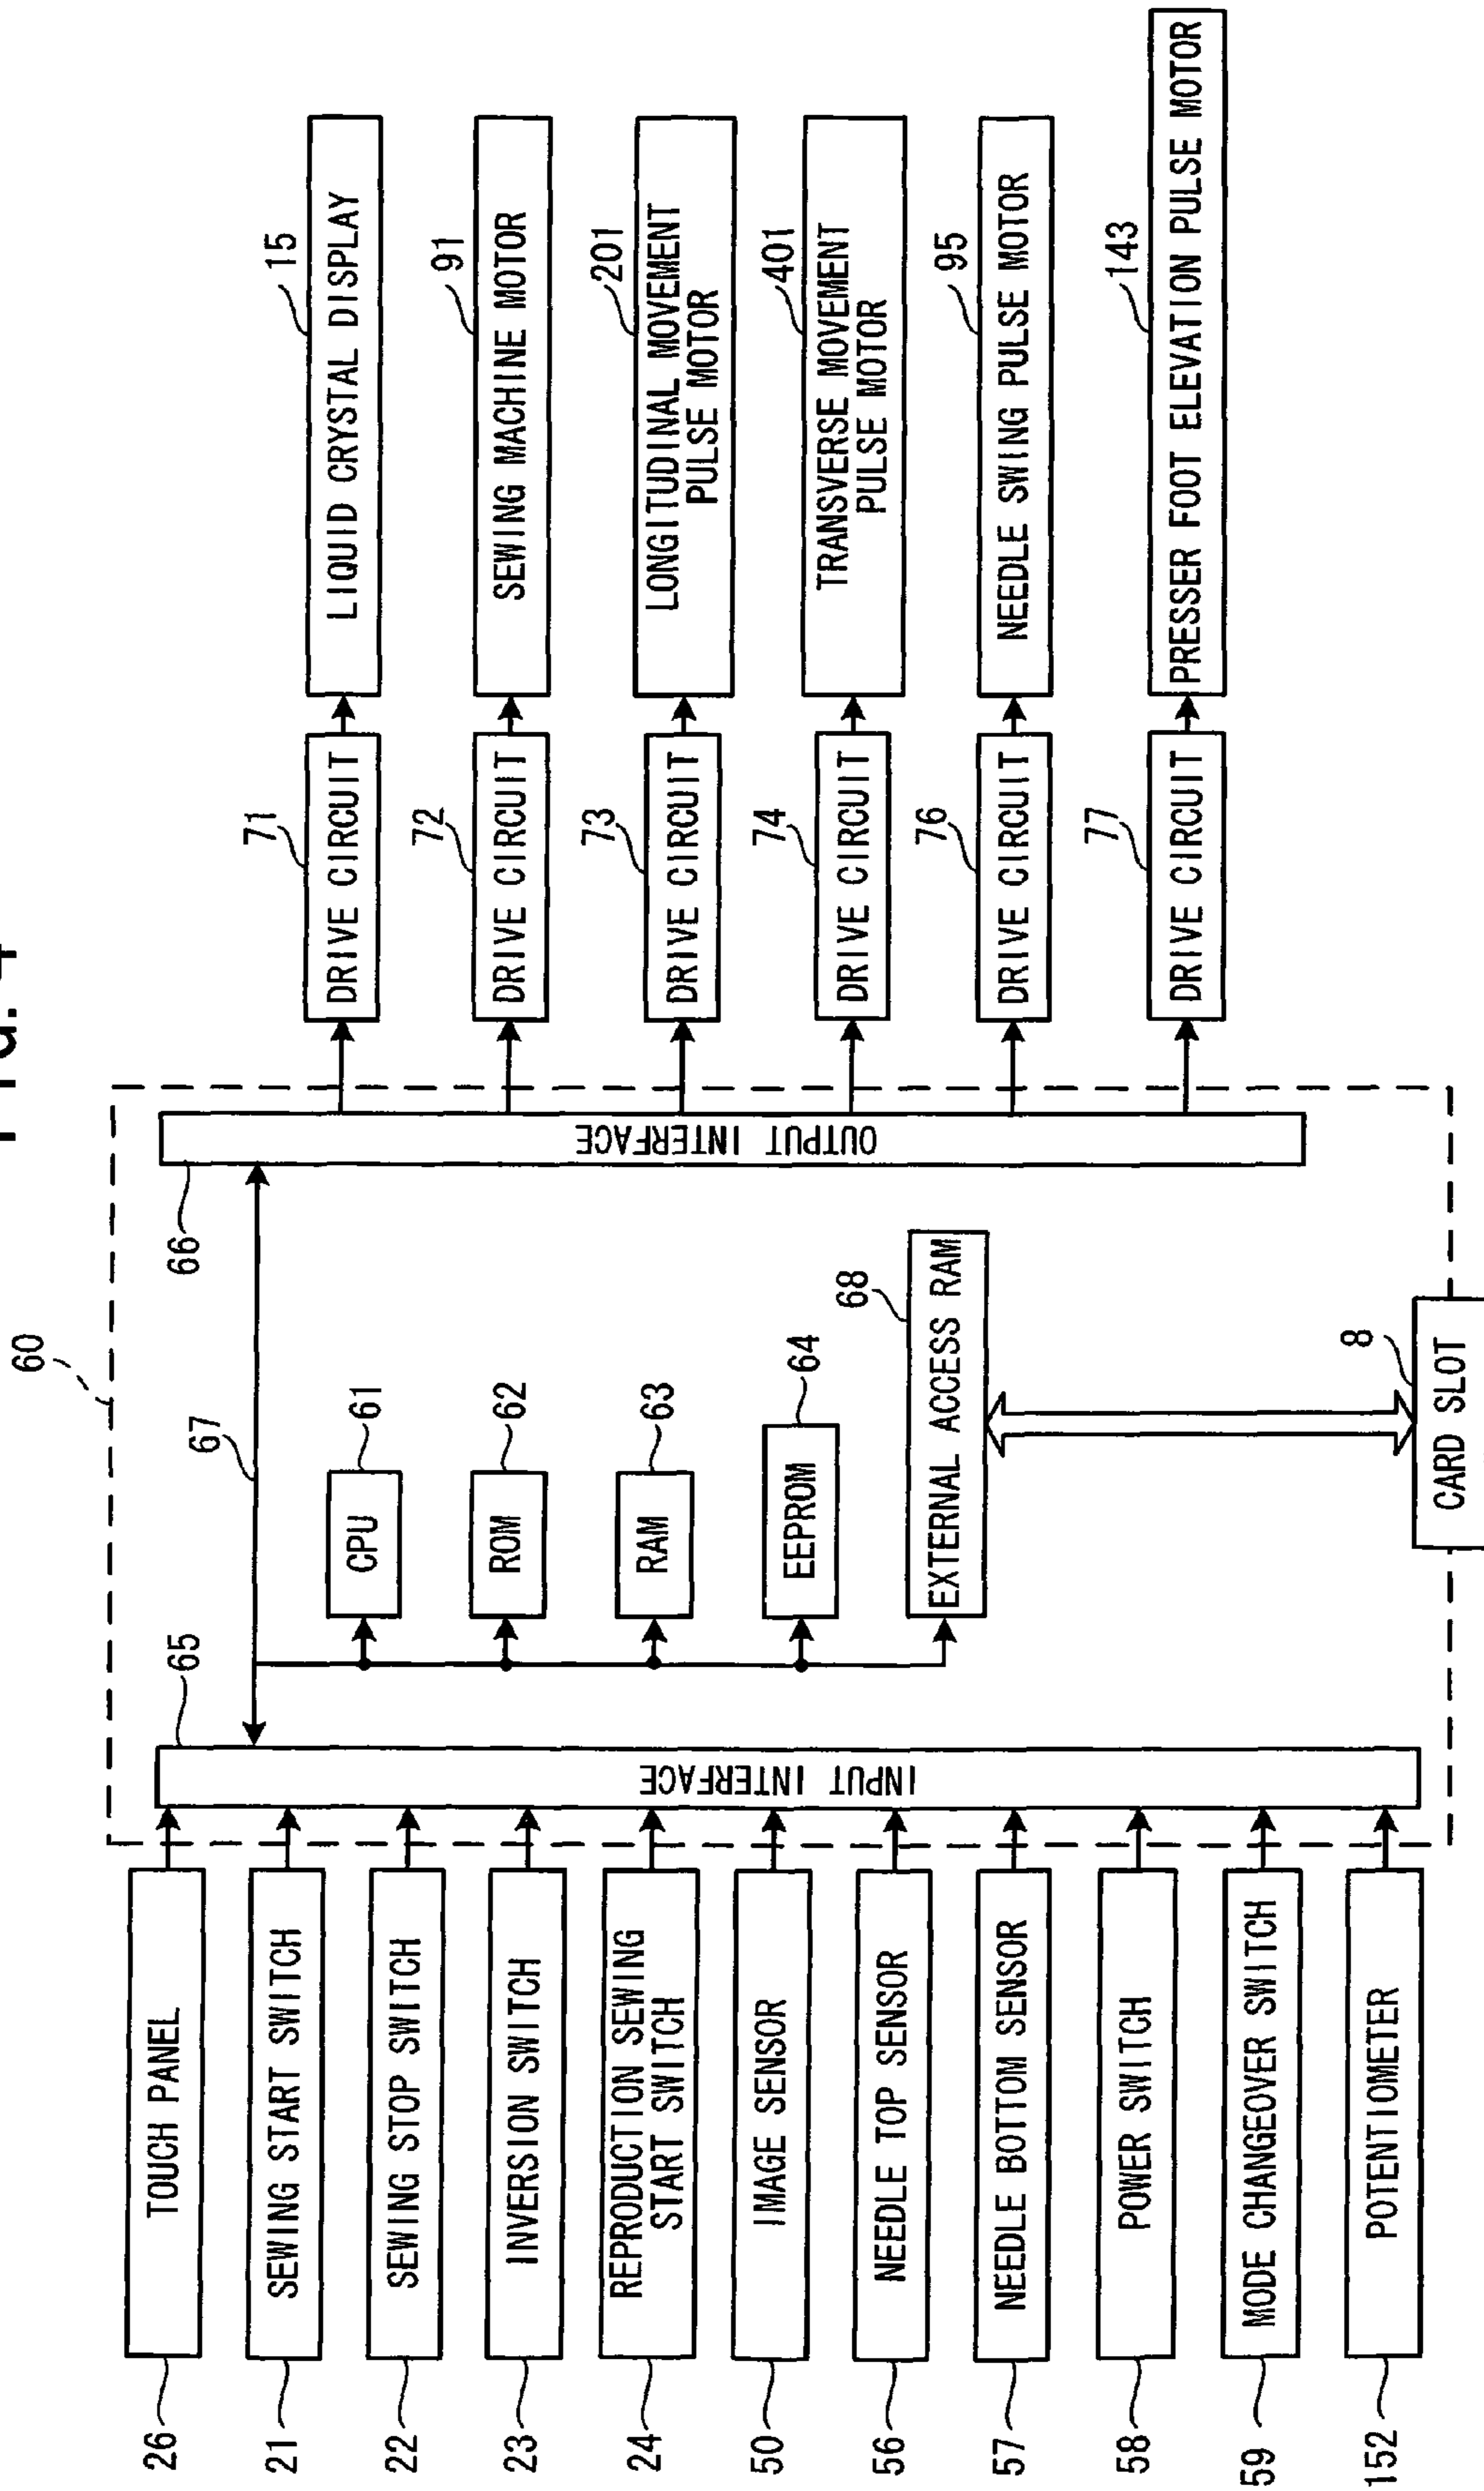 FIG. 4
60
26
TOUCH PANEL
21
SEWING START SWITCH
22
SEWING STOP SWITCH
23
INVERSION SWITCH
24
REPRODUCTION SEWING
START SWITCH
50
IMAGE SENSOR
56
NEEDLE TOP SENSOR
57
NEEDLE BOTTOM SENSOR
58
POWER SWITCH
59
MODE CHANGEOVER SWITCH
152
POTENTIOMETER
65
INPUT INTERFACE
67
CPU
61
ROM
62
RAM
63
EEPROM
64
EXTERNAL ACCESS RAM
68
CARD SLOT
8
66
OUTPUT INTERFACE
71
DRIVE CIRCUIT
15
LIQUID CRYSTAL DISPLAY
72
DRIVE CIRCUIT
91
SEWING MACHINE MOTOR
73
DRIVE CIRCUIT
201
LONGITUDINAL MOVEMENT
PULSE MOTOR
74
DRIVE CIRCUIT
401
TRANSVERSE MOVEMENT
PULSE MOTOR
76
DRIVE CIRCUIT
95
NEEDLE SWING PULSE MOTOR
77
DRIVE CIRCUIT
143
PRESSER FOOT ELEVATION PULSE MOTOR